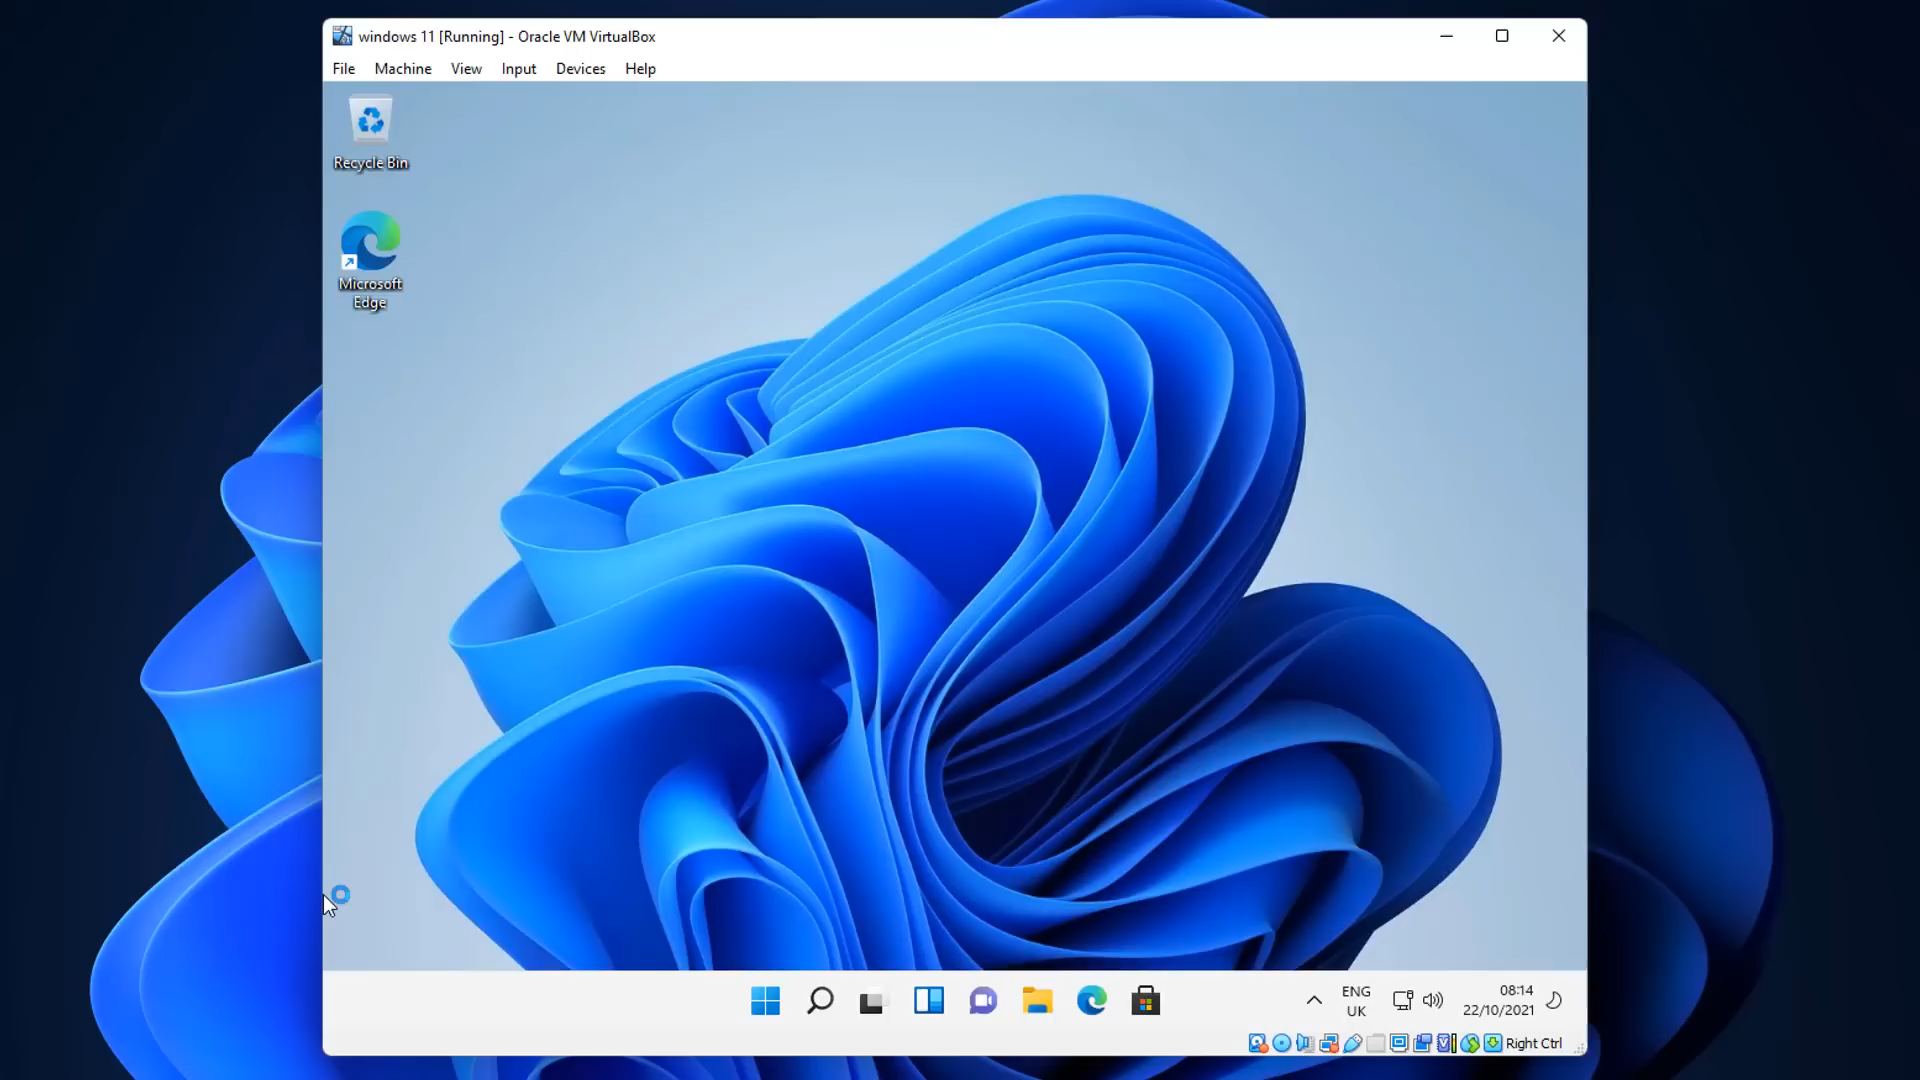 windows 11 [Running] - Oracle VM VirtualBox
File Machine View Input Devices Help
Recycle Bin
Microsoft
Edge
ENG
UK
08:14
22/10/2021
Right Ctrl